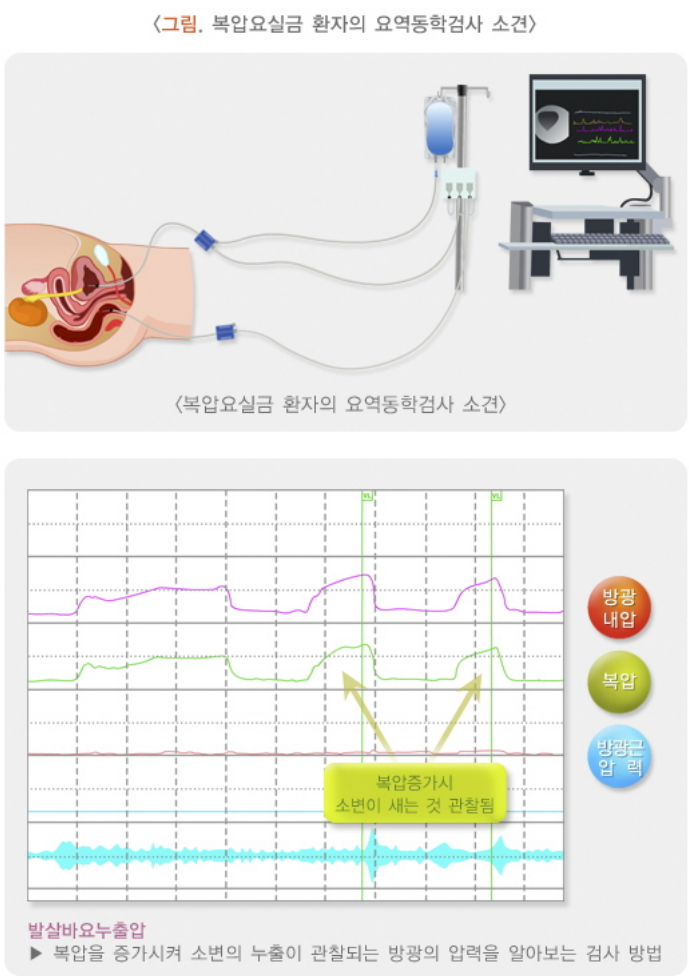 <그림. 복압요실금 환자의 요역동학검사 소견>
<복압요실금 환자의 요역동학검사 소견>
VL
VL
방광
내압
복압
방광근
압 력
복압증가시
소변이 새는 것 관찰됨
발살바요누출압
▶ 복압을 증가시켜 소변의 누출이 관찰되는 방광의 압력을 알아보는 검사 방법